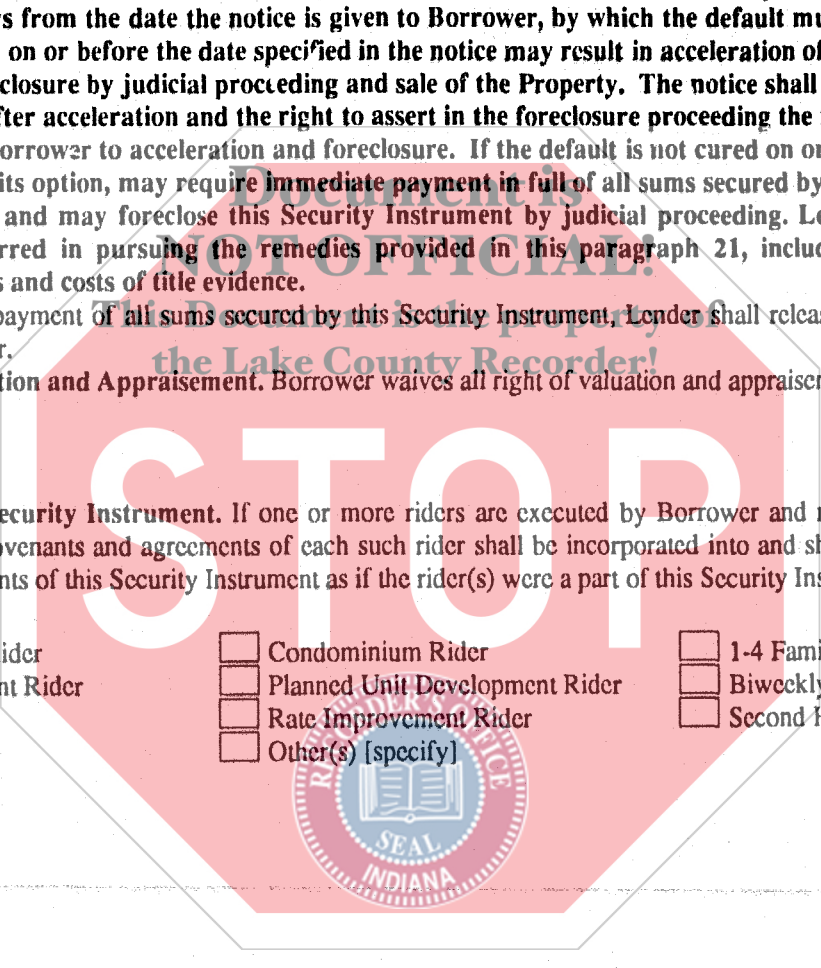 s from the date the notice is given to Borrower, by which the default mu
on or before the date specified in the notice may result in acceleration of
closure by judicial proceeding and sale of the Property. The notice shall
fter acceleration and the right to assert in the foreclosure proceeding the
orrower to acceleration and foreclosure. If the default is not cured on or
its option, may require immediate payment in full of all sums secured by
and may foreclose this Security Instrument by judicial proceeding. Le
rred in pursuing the remedies provided in this paragraph 21, includ
s and costs of title evidence.
payment of all sums secured by this Security Instrument, Lender shall releas
r.
tion and Appraisement. Borrower waives all right of valuation and appraisem
Document is
NOT OFFICIAL!
This Document is the property of
the Lake County Recorder!
STOP
ecurity Instrument. If one or more riders are executed by Borrower and r
ovenants and agreements of each such rider shall be incorporated into and sh
nts of this Security Instrument as if the rider(s) were a part of this Security Ins
ider
Condominium Rider
1-4 Fami
nt Rider
Planned Unit Development Rider
Biweekly
Rate Improvement Rider
Second H
Other(s) [specify]
RECORDER'S OFFICE
SEAL
INDIANA